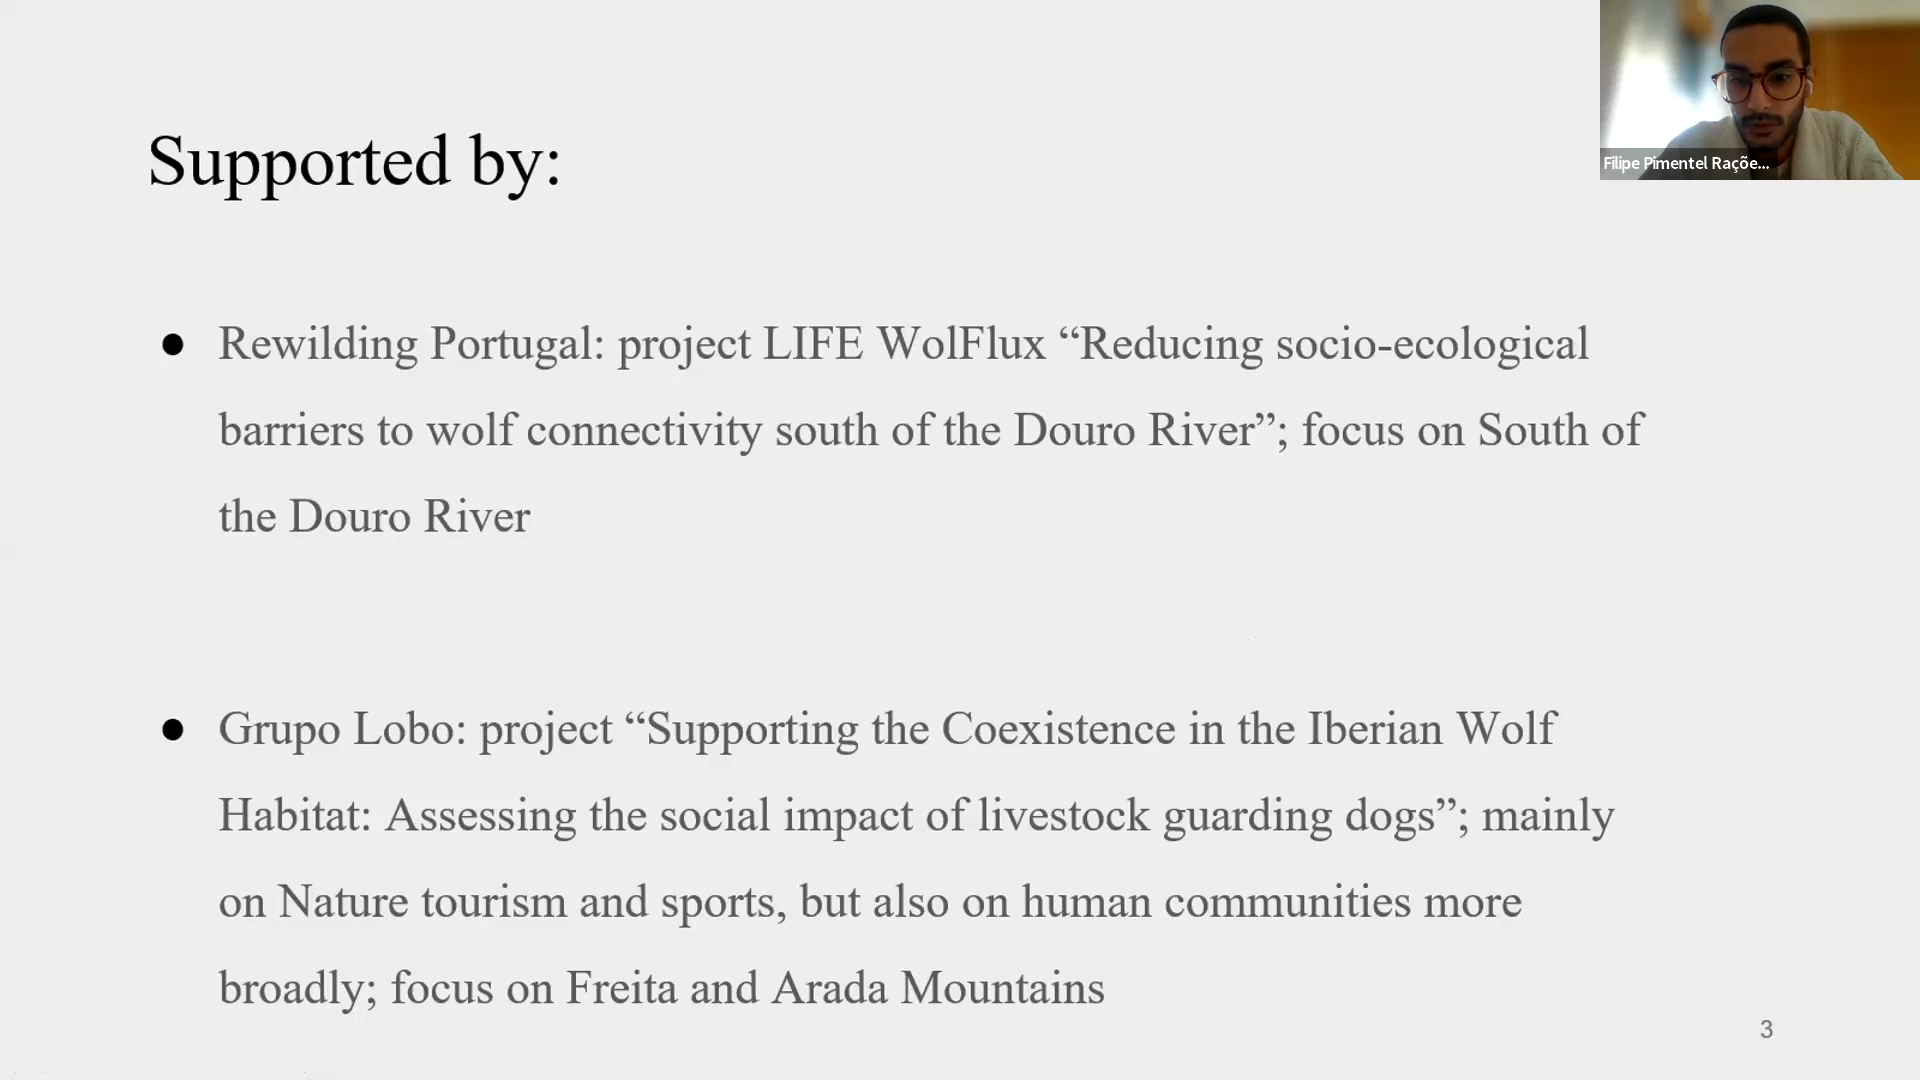 Supported by:
Filipe Pimentel Raçõe...
● Rewilding Portugal: project LIFE WolFlux “Reducing socio-ecological
barriers to wolf connectivity south of the Douro River”; focus on South of
the Douro River
● Grupo Lobo: project “Supporting the Coexistence in the Iberian Wolf
Habitat: Assessing the social impact of livestock guarding dogs”; mainly
on Nature tourism and sports, but also on human communities more
broadly; focus on Freita and Arada Mountains
3